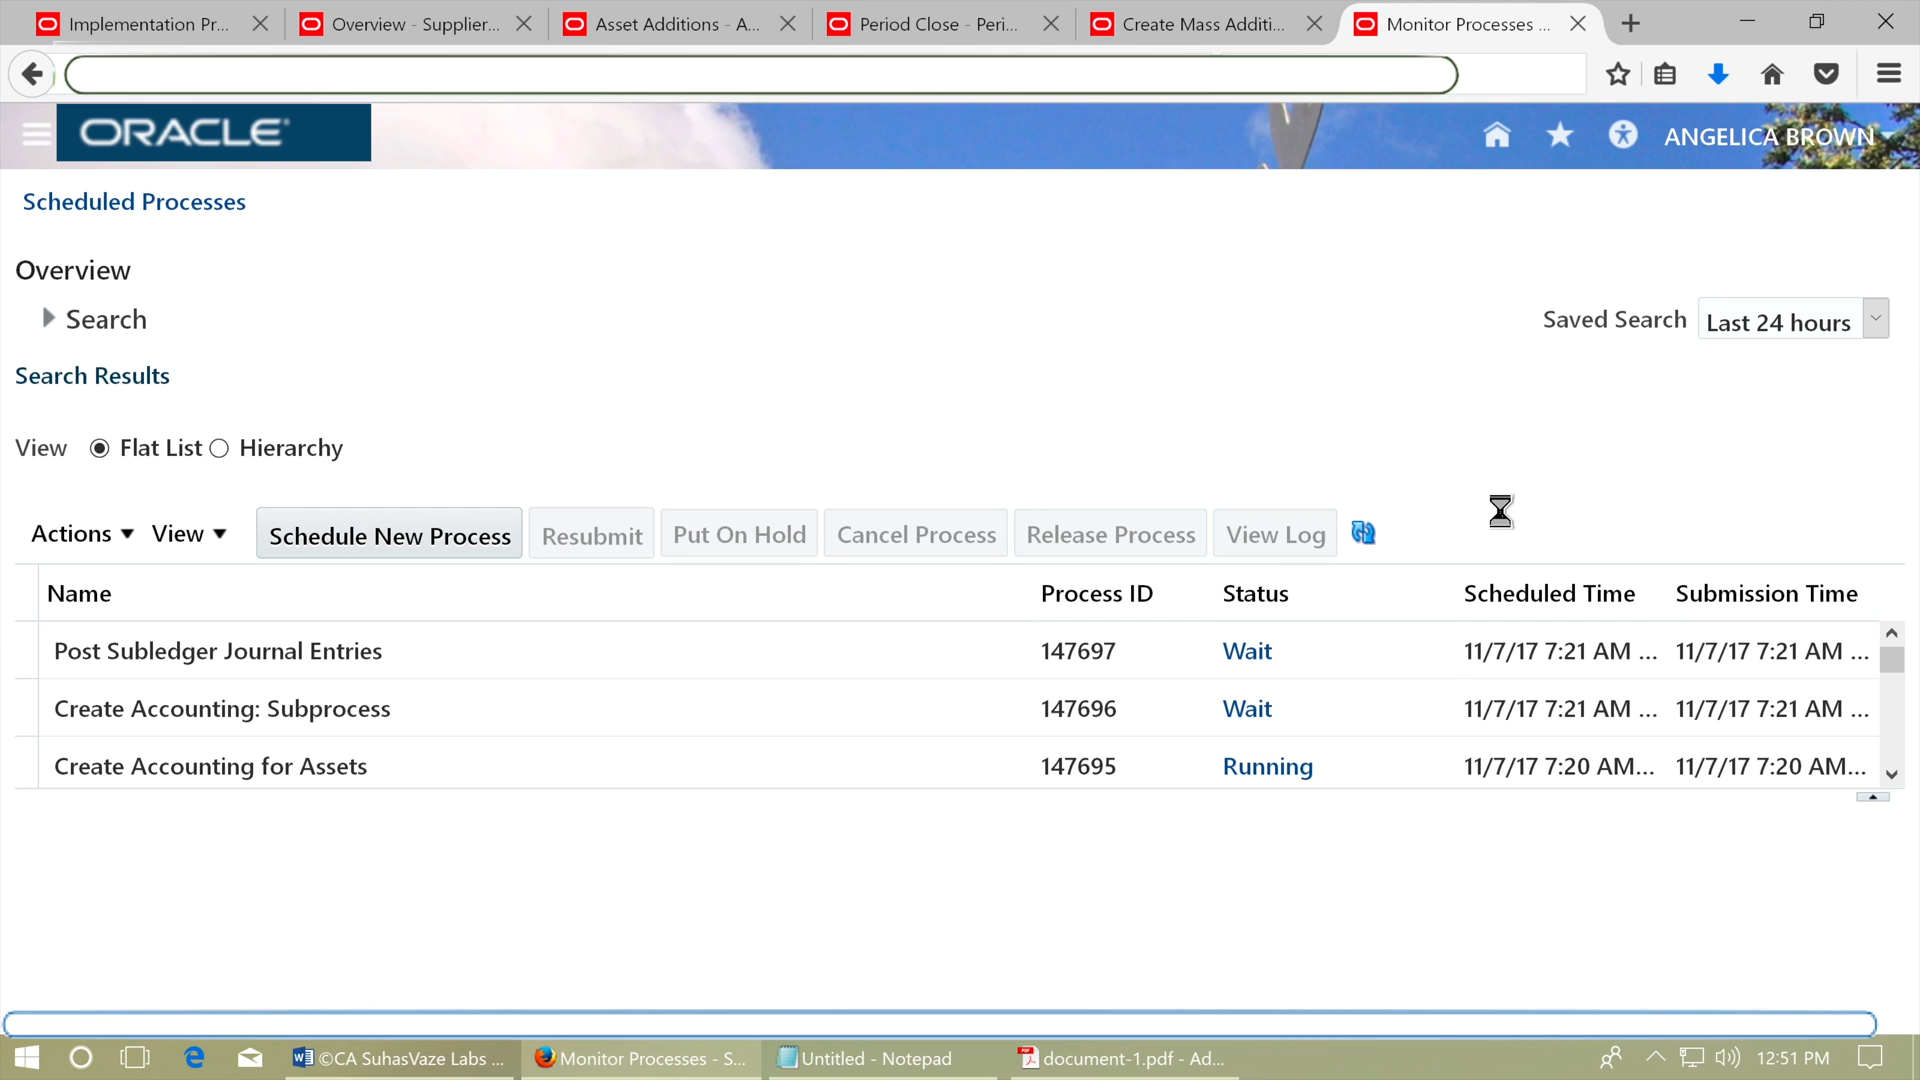 Implementation Pr...
Overview - Supplier...
Asset Additions - A...
Period Close - Peri...
Create Mass Additi...
Monitor Processes ...
ORACLE
ANGELICA BROWN
Scheduled Processes
Overview
Search
Saved Search Last 24 hours
Search Results
View Flat List Hierarchy
Actions View Schedule New Process Resubmit Put On Hold Cancel Process Release Process View Log
Name Process ID Status Scheduled Time Submission Time
Post Subledger Journal Entries 147697 Wait 11/7/17 7:21 AM ... 11/7/17 7:21 AM ...
Create Accounting: Subprocess 147696 Wait 11/7/17 7:21 AM ... 11/7/17 7:21 AM ...
Create Accounting for Assets 147695 Running 11/7/17 7:20 AM... 11/7/17 7:20 AM...
©CA SuhasVaze Labs ...
Monitor Processes - S...
Untitled - Notepad
document-1.pdf - Ad...
12:51 PM